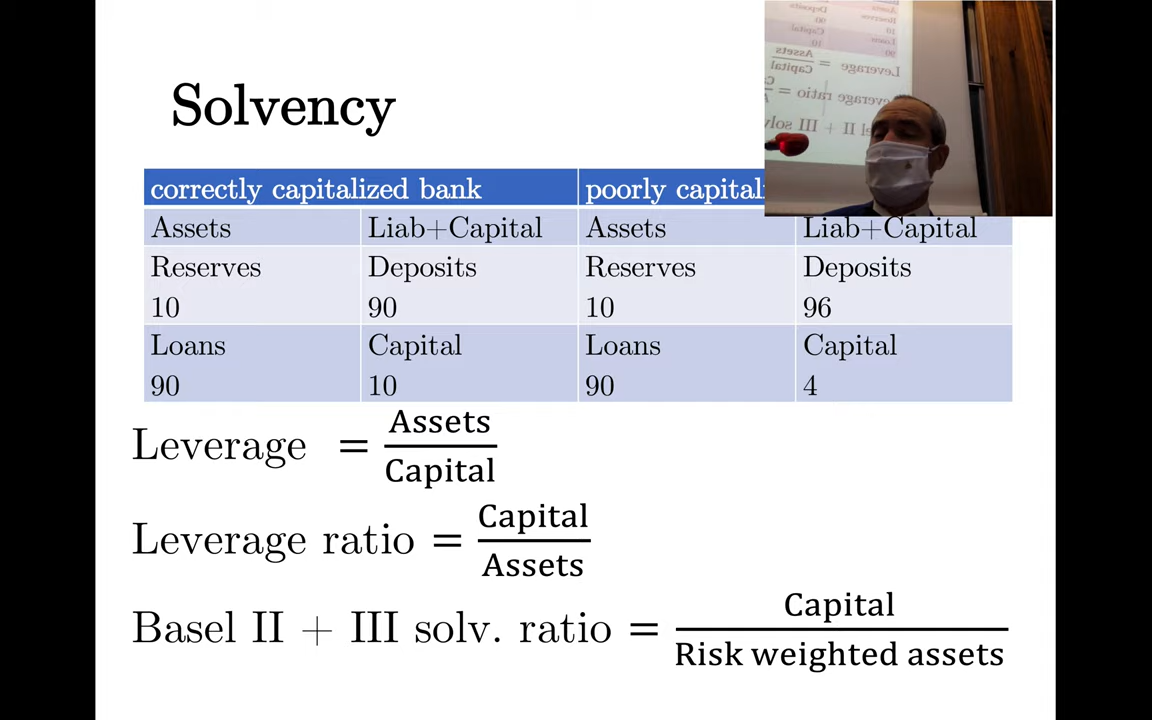 Solvency
correctly capitalized bank poorly
Assets Liab+Capital Assets Liab+Capital
Reserves Deposits Reserves Deposits
10 90 10 96
Loans Capital Loans Capital
90 10 90 4
Leverage = Assets / Capital
Leverage ratio = Capital / Assets
Basel II + III solv. ratio = Capital / Risk weighted assets